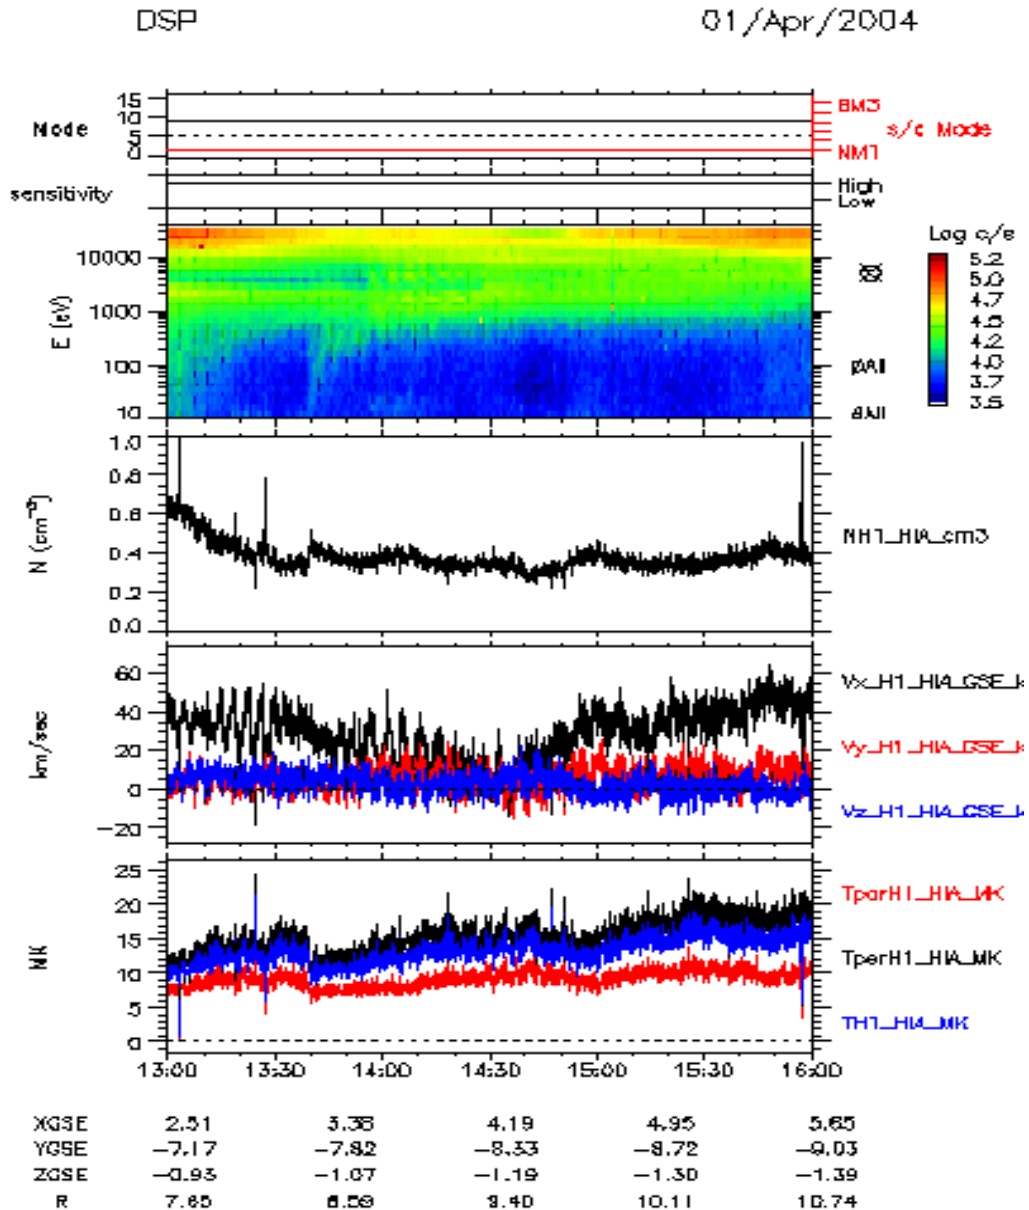 DSP 01/Apr/2004
15
10
5
0
Mode
BM3
s/c Mode
NM1
sensitivity
High
Low
10000
1000
100
10
E (eV)
pAll
Log c/e
5.2
5.0
4.7
4.5
4.2
4.0
3.7
3.5
1.0
0.8
0.6
0.4
0.2
0.0
N (cm⁻³)
NH1_HIA_cm3
60
40
20
0
−20
km/sec
Vx_H1_HIA_GSE_k
Vy_H1_HIA_GSE_k
Vz_H1_HIA_GSE_k
25
20
15
10
5
0
MK
TparH1_HIA_MK
TperH1_HIA_MK
TH1_HIA_MK
13:00 13:30 14:00 14:30 15:00 15:30 16:00
XGSE 2.51 3.38 4.19 4.95 5.65
YGSE −7.17 −7.82 −8.33 −8.72 −9.03
ZGSE −0.93 −1.07 −1.19 −1.30 −1.39
R 7.65 8.59 9.40 10.11 10.74